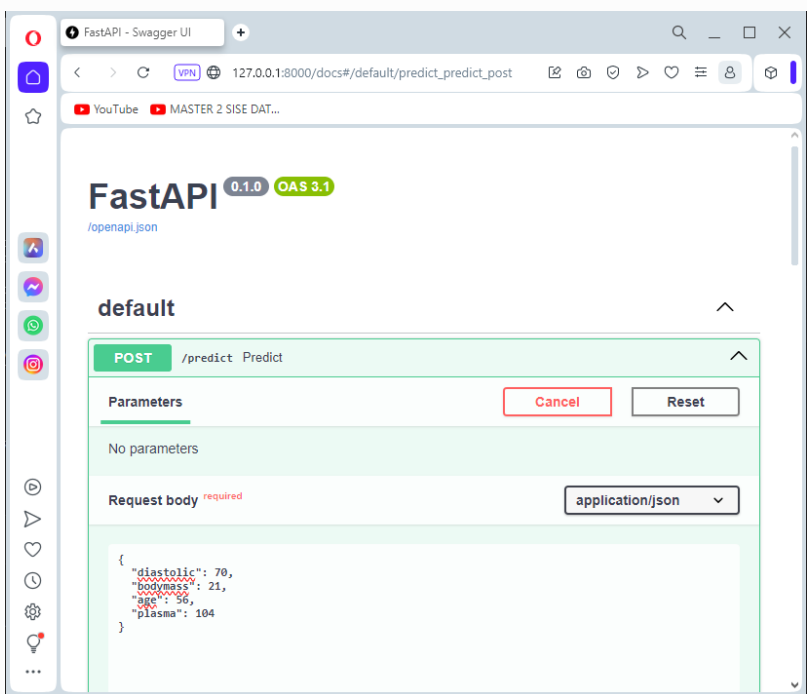 FastAPI - Swagger UI
VPN 127.0.0.1:8000/docs#/default/predict_predict_post
YouTube MASTER 2 SISE DAT...
FastAPI 0.1.0 OAS 3.1
/openapi.json
default
POST /predict Predict
Parameters Cancel Reset
No parameters
Request body required application/json
{
"diastolic": 70,
"bodymass": 21,
"age": 56,
"plasma": 104
}